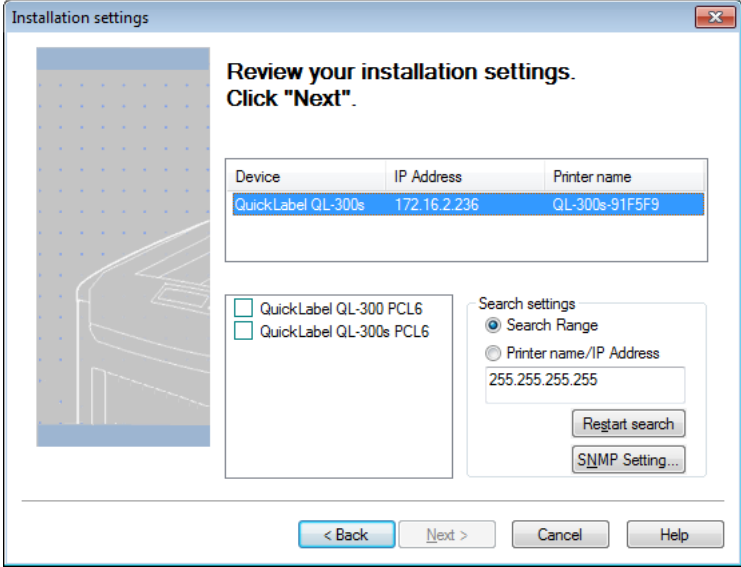 Installation settings
Review your installation settings.
Click "Next".
Device IP Address Printer name
QuickLabel QL-300s 172.16.2.236 QL-300s-91F5F9
QuickLabel QL-300 PCL6
QuickLabel QL-300s PCL6
Search settings
Search Range
Printer name/IP Address
255.255.255.255
Restart search
SNMP Setting...
< Back Next > Cancel Help